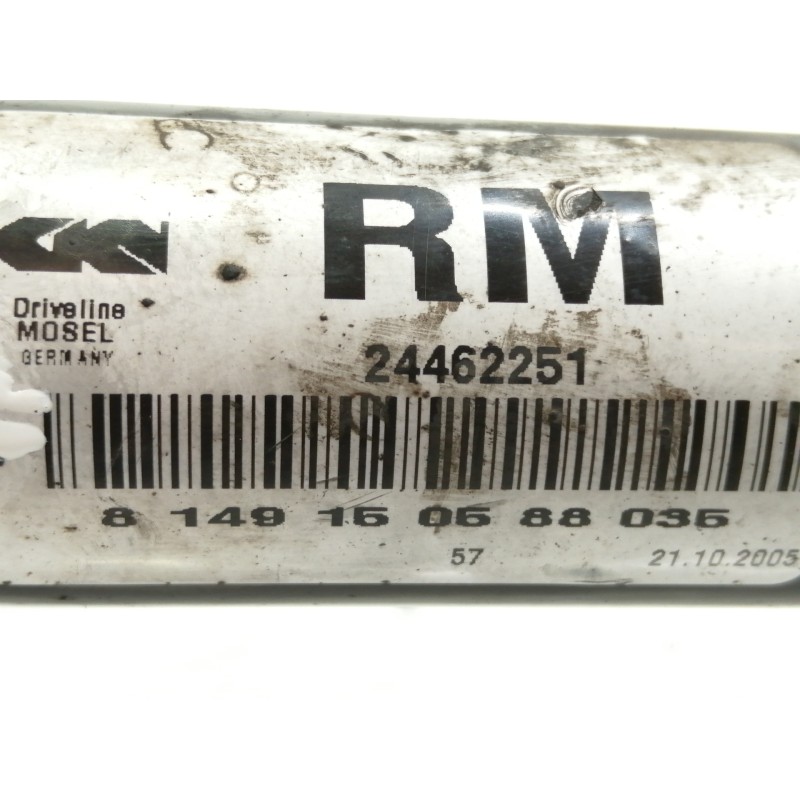 RM
Driveline
MOSEL
GERMANY
24462251
8 149 15 05 88 035
57
21.10.2005